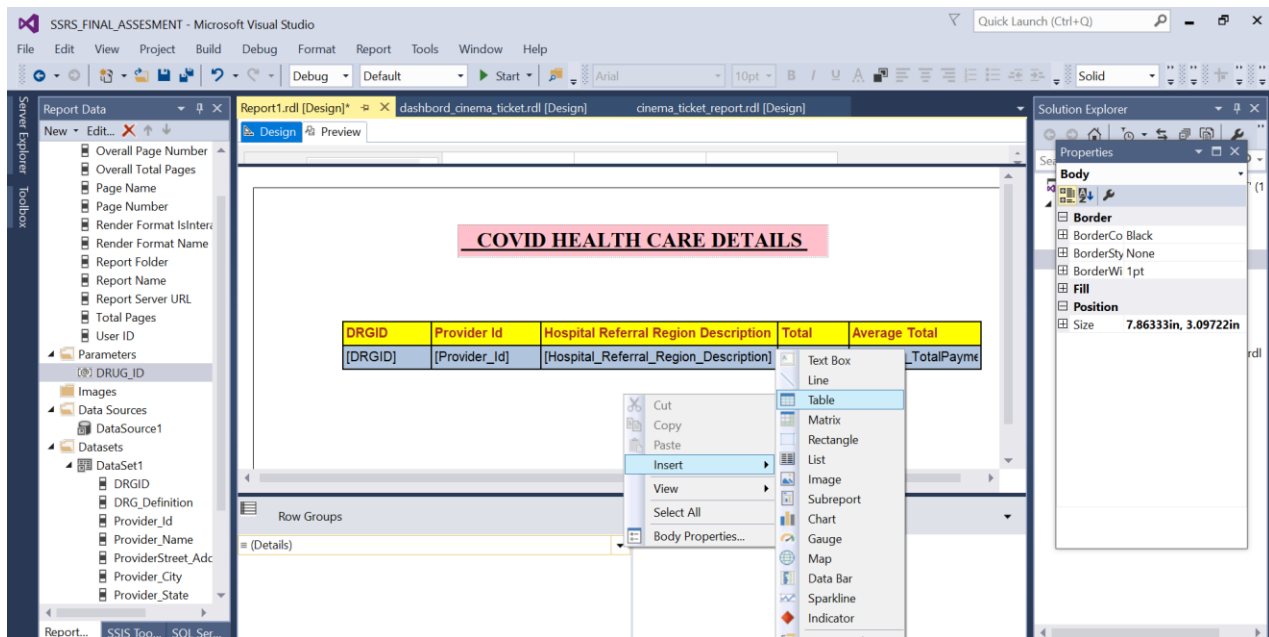 SSRS_FINAL_ASSESMENT - Microsoft Visual Studio
Quick Launch (Ctrl+Q)
File Edit View Project Build Debug Format Report Tools Window Help
Debug Default Start Arial 10pt B I U A Solid
Server Explorer
Toolbox
Report Data
New Edit...
Overall Page Number
Overall Total Pages
Page Name
Page Number
Render Format IsIntera
Render Format Name
Report Folder
Report Name
Report Server URL
Total Pages
User ID
Parameters
DRUG_ID
Images
Data Sources
DataSource1
Datasets
DataSet1
DRGID
DRG_Definition
Provider_Id
Provider_Name
ProviderStreet_Adc
Provider_City
Provider_State
Report... SSIS Too... SQL Ser...
Report1.rdl [Design]* dashbord_cinema_ticket.rdl [Design] cinema_ticket_report.rdl [Design]
Design Preview
COVID HEALTH CARE DETAILS
DRGID Provider Id Hospital Referral Region Description Total Average Total
[DRGID] [Provider_Id] [Hospital_Referral_Region_Description] _TotalPayme
Cut
Copy
Paste
Insert
View
Select All
Body Properties...
Text Box
Line
Table
Matrix
Rectangle
List
Image
Subreport
Chart
Gauge
Map
Data Bar
Sparkline
Indicator
Row Groups
(Details)
Solution Explorer
Sea
(1
rdl
Properties
Body
Border
BorderCo Black
BorderSty None
BorderWi 1pt
Fill
Position
Size 7.86333in, 3.09722in